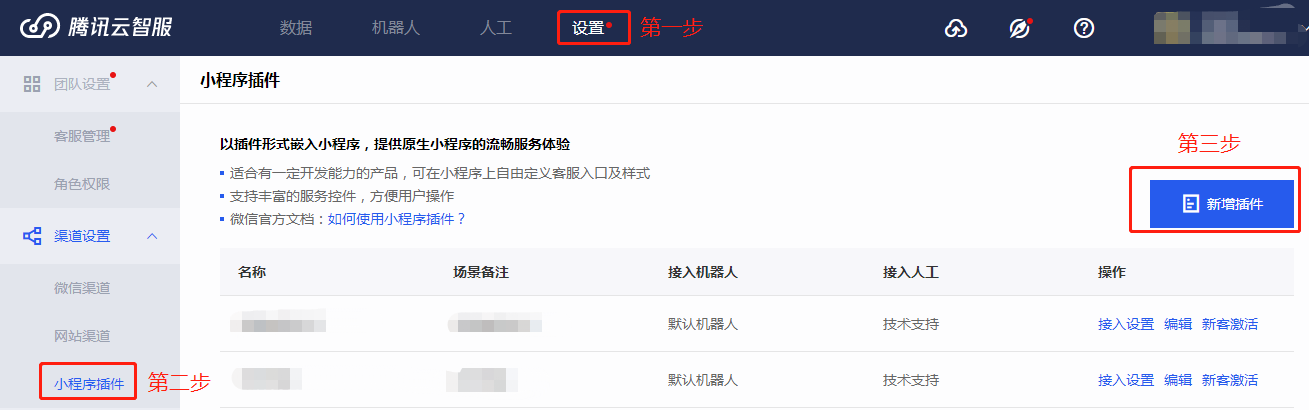 腾讯云智服 数据 机器人 人工 设置 第一步
团队设置
客服管理
角色权限
渠道设置
微信渠道
网站渠道
小程序插件 第二步
小程序插件
以插件形式嵌入小程序，提供原生小程序的流畅服务体验
适合有一定开发能力的产品，可在小程序上自由定义客服入口及样式
支持丰富的服务控件，方便用户操作
微信官方文档：如何使用小程序插件？
第三步
新增插件
名称 场景备注 接入机器人 接入人工 操作
默认机器人 技术支持 接入设置 编辑 新客激活
默认机器人 技术支持 接入设置 编辑 新客激活